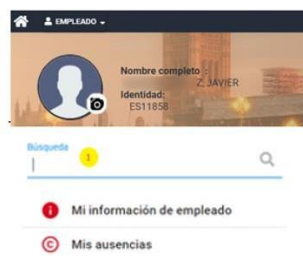 EMPLEADO
Nombre completo :
Z, JAVIER
Identidad:
ES11858
Búsqueda
1
Mi información de empleado
Mis ausencias